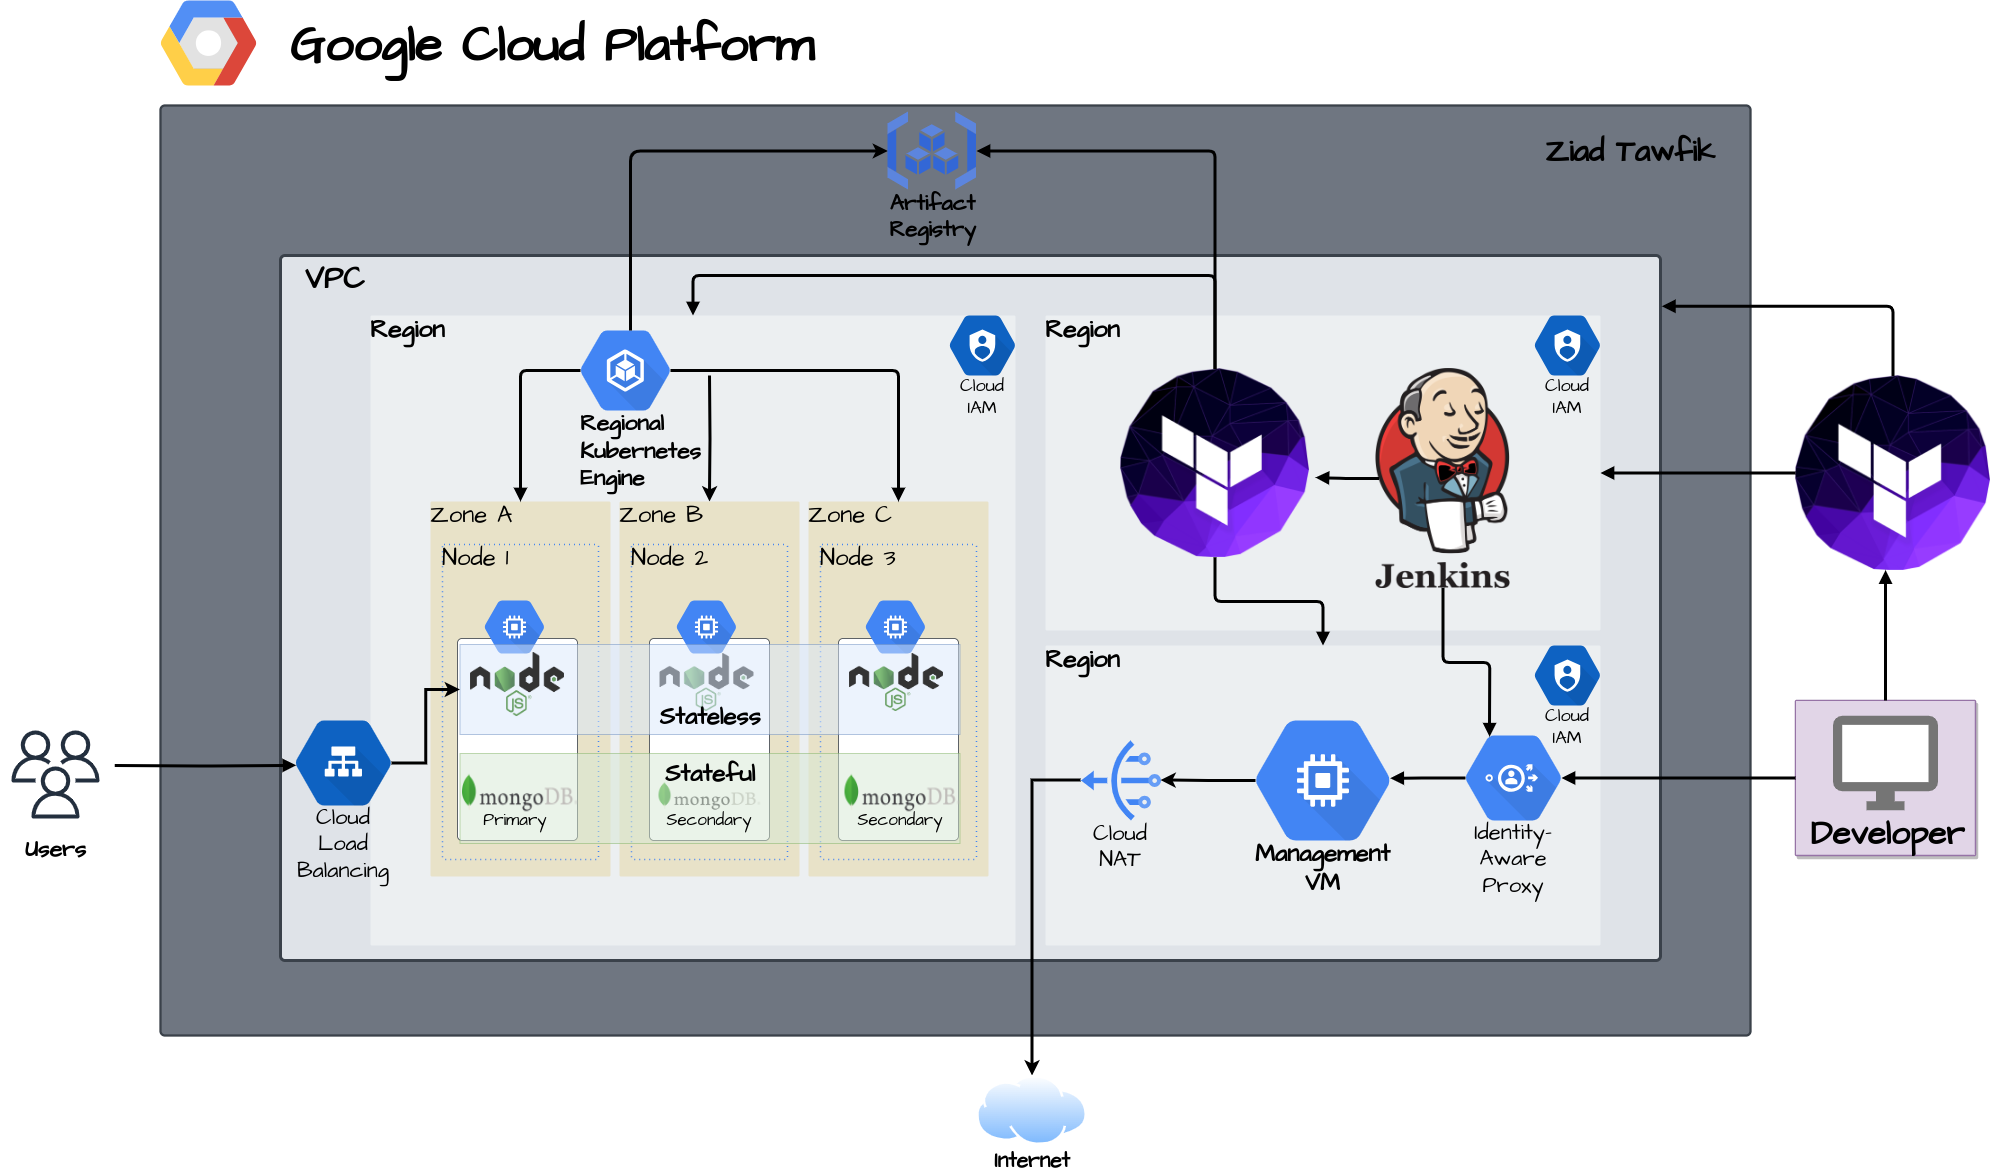 Google Cloud Platform
Ziad Tawfik
Artifact
Registry
VPC
Region
Cloud
IAM
Regional
Kubernetes
Engine
Zone A
Zone B
Zone C
Node 1
Node 2
Node 3
node
JS
node
JS
node
JS
Stateless
Stateful
mongoDB
Primary
mongoDB
Secondary
mongoDB
Secondary
Region
Cloud
IAM
Jenkins
Region
Cloud
IAM
Cloud
NAT
Management
VM
Identity-
Aware
Proxy
Users
Cloud
Load
Balancing
Developer
Internet